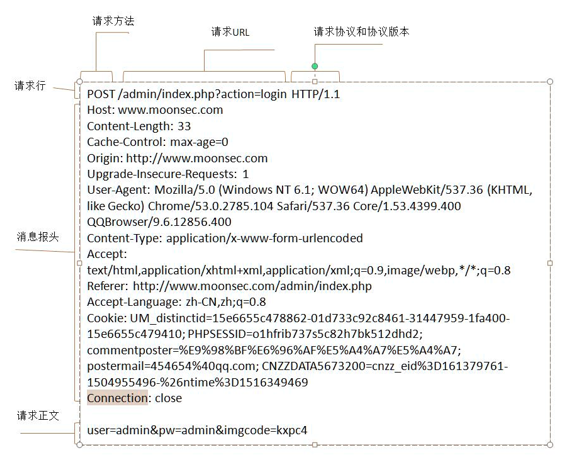 请求方法
请求URL
请求协议和协议版本
请求行
POST /admin/index.php?action=login HTTP/1.1
Host: www.moonsec.com
Content-Length: 33
Cache-Control: max-age=0
Origin: http://www.moonsec.com
Upgrade-Insecure-Requests: 1
User-Agent: Mozilla/5.0 (Windows NT 6.1; WOW64) AppleWebKit/537.36 (KHTML,
like Gecko) Chrome/53.0.2785.104 Safari/537.36 Core/1.53.4399.400
QQBrowser/9.6.12856.400
消息报头
Content-Type: application/x-www-form-urlencoded
Accept:
text/html,application/xhtml+xml,application/xml;q=0.9,image/webp,*/*;q=0.8
Referer: http://www.moonsec.com/admin/index.php
Accept-Language: zh-CN,zh;q=0.8
Cookie: UM_distinctid=15e6655c478862-01d733c92c8461-31447959-1fa400-
15e6655c479410; PHPSESSID=o1hfrib737s5c82h7bk512dhd2;
commentposter=%E9%98%BF%E6%96%AF%E5%A4%A7%E5%A4%A7;
postermail=454654%40qq.com; CNZZDATA5673200=cnzz_eid%3D161379761-
1504955496-%26ntime%3D1516349469
Connection: close
请求正文
user=admin&pw=admin&imgcode=kxpc4